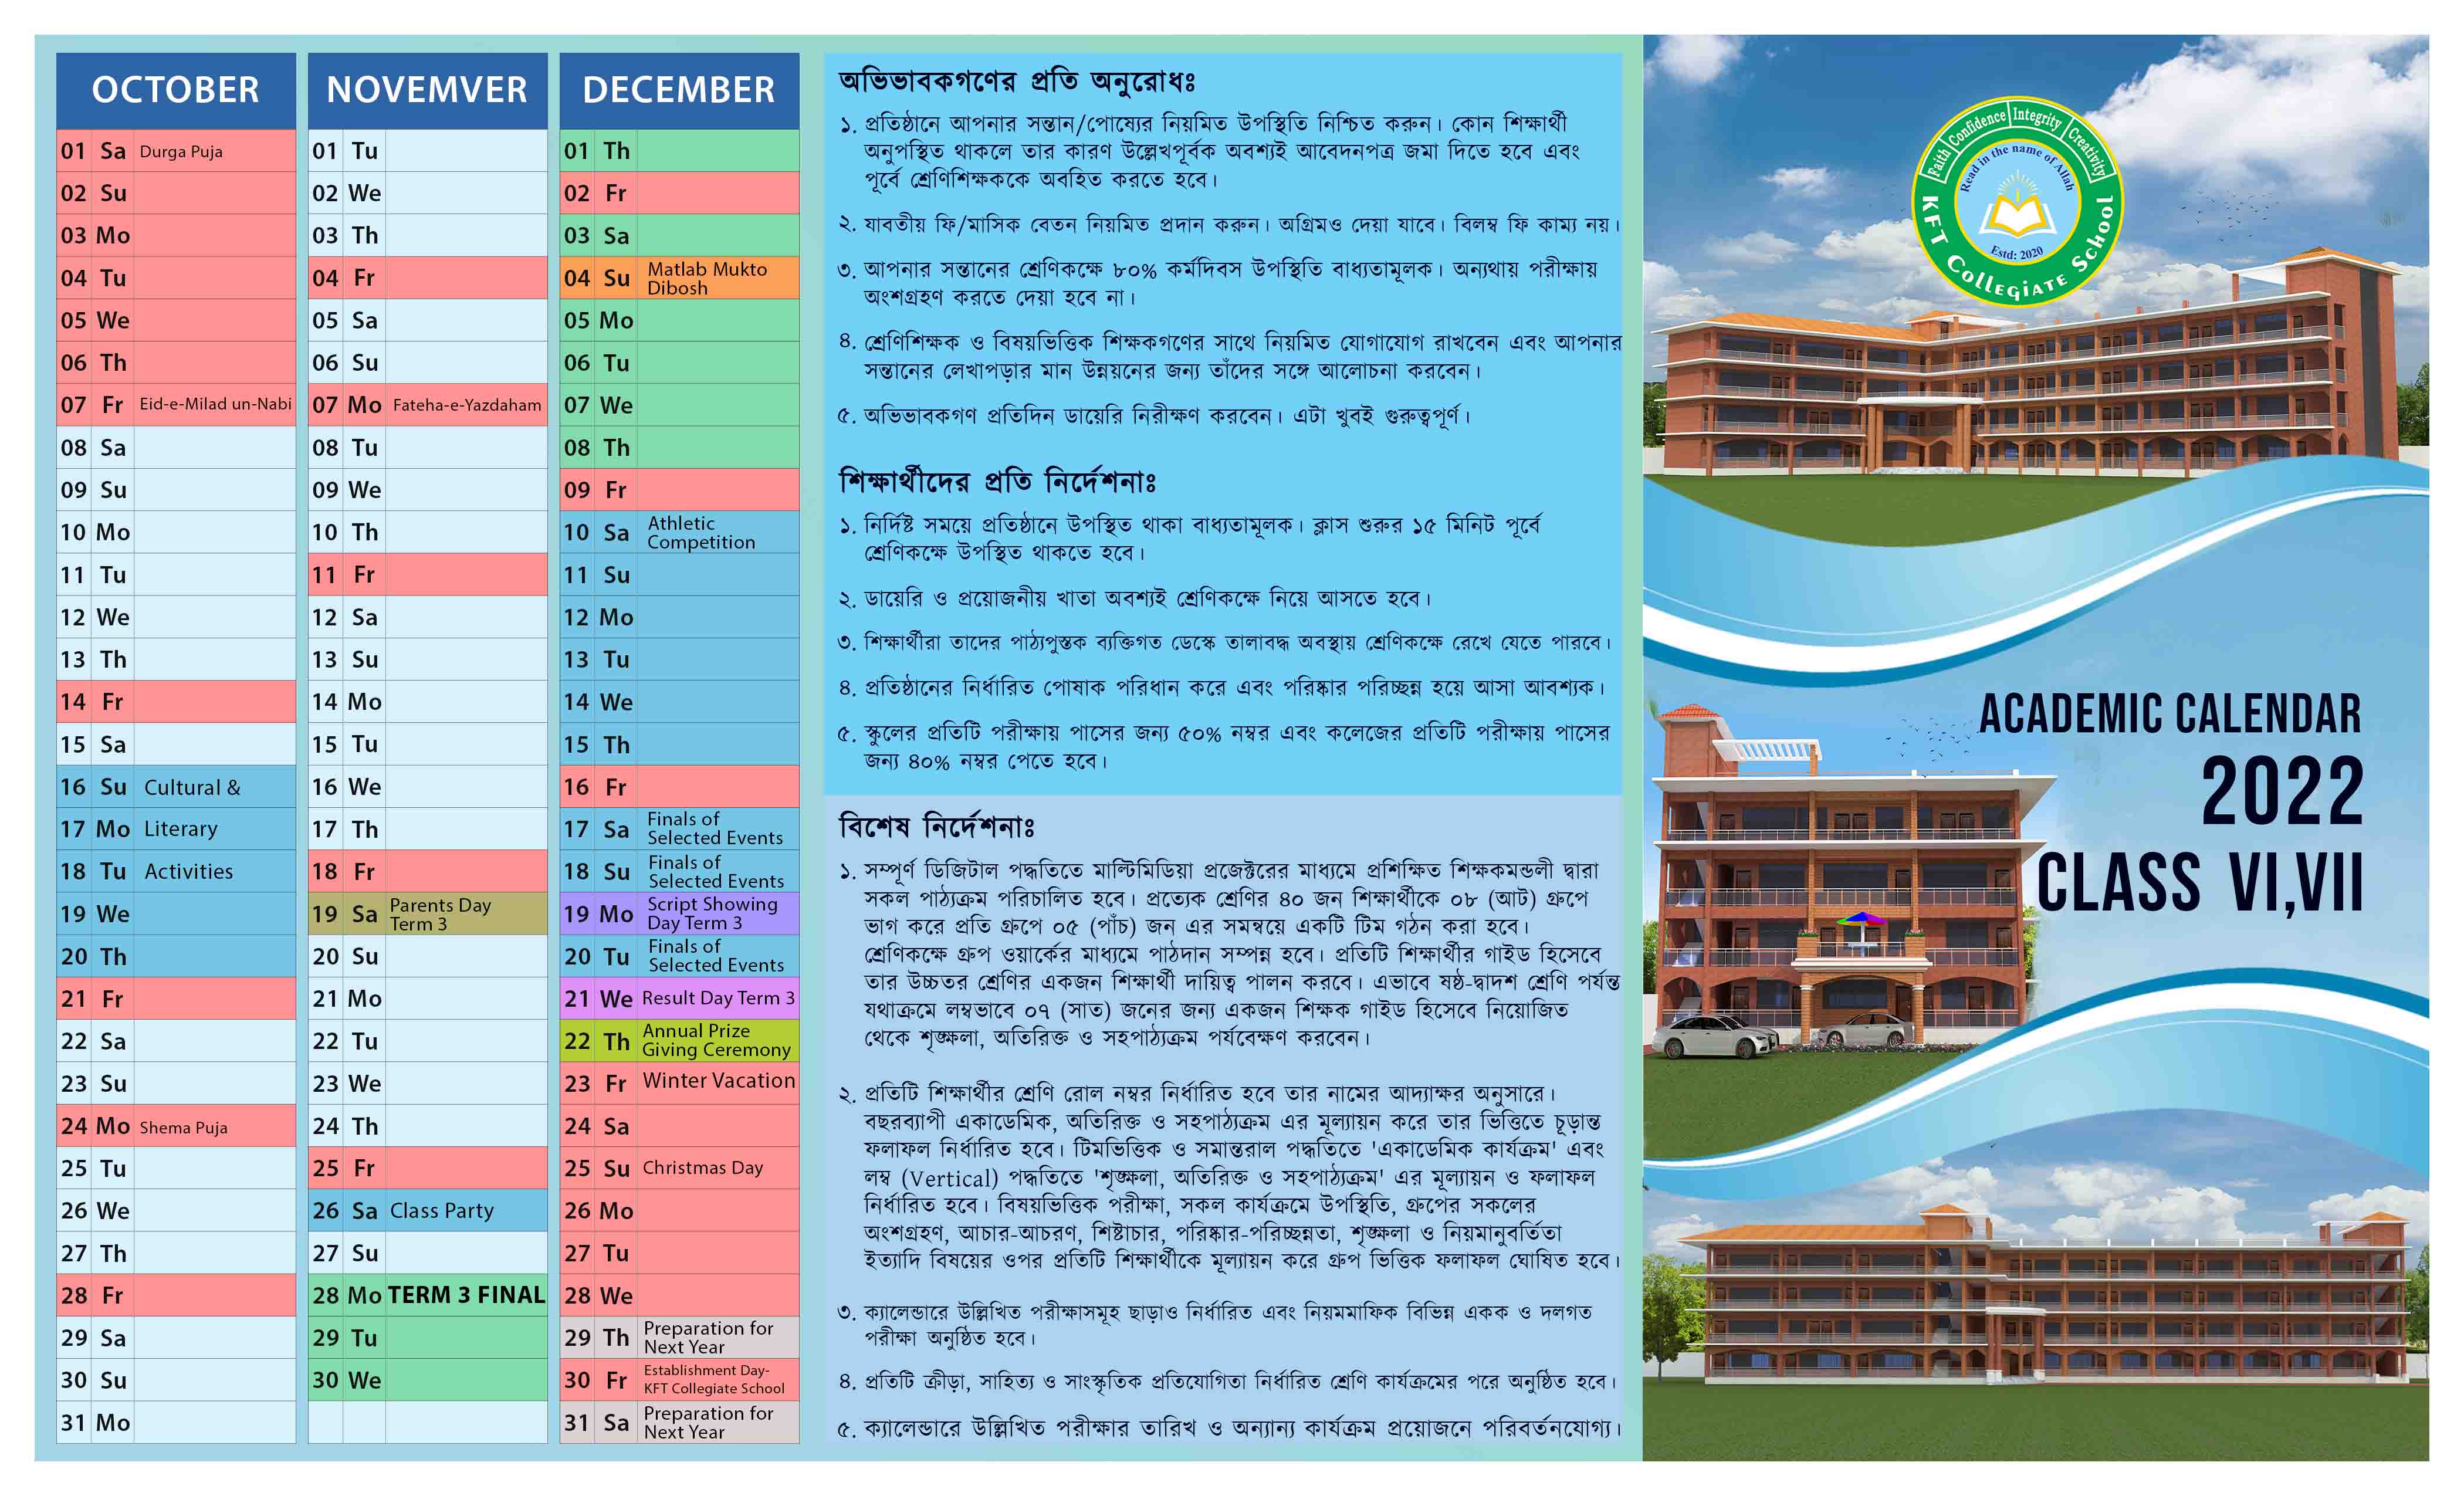 OCTOBER
01 Sa Durga Puja
02 Su
03 Mo
04 Tu
05 We
06 Th
07 Fr Eid-e-Milad un-Nabi
08 Sa
09 Su
10 Mo
11 Tu
12 We
13 Th
14 Fr
15 Sa
16 Su Cultural &
17 Mo Literary
18 Tu Activities
19 We
20 Th
21 Fr
22 Sa
23 Su
24 Mo Shema Puja
25 Tu
26 We
27 Th
28 Fr
29 Sa
30 Su
31 Mo
NOVEMVER
01 Tu
02 We
03 Th
04 Fr
05 Sa
06 Su
07 Mo Fateha-e-Yazdaham
08 Tu
09 We
10 Th
11 Fr
12 Sa
13 Su
14 Mo
15 Tu
16 We
17 Th
18 Fr
19 Sa Parents Day
Term 3
20 Su
21 Mo
22 Tu
23 We
24 Th
25 Fr
26 Sa Class Party
27 Su
28 Mo TERM 3 FINAL
29 Tu
30 We
DECEMBER
01 Th
02 Fr
03 Sa
04 Su Matlab Mukto
Dibosh
05 Mo
06 Tu
07 We
08 Th
09 Fr
10 Sa Athletic
Competition
11 Su
12 Mo
13 Tu
14 We
15 Th
16 Fr
17 Sa Finals of
Selected Events
18 Su Finals of
Selected Events
19 Mo Script Showing
Day Term 3
20 Tu Finals of
Selected Events
21 We Result Day Term 3
22 Th Annual Prize
Giving Ceremony
23 Fr Winter Vacation
24 Sa
25 Su Christmas Day
26 Mo
27 Tu
28 We
29 Th Preparation for
Next Year
30 Fr Establishment Day-
KFT Collegiate School
31 Sa Preparation for
Next Year
অভিভাবকগণের প্রতি অনুরোধঃ
১. প্রতিষ্ঠানে আপনার সন্তান/পোষ্যের নিয়মিত উপস্থিতি নিশ্চিত করুন। কোন শিক্ষার্থী
অনুপস্থিত থাকলে তার কারণ উল্লেখপূর্বক অবশ্যই আবেদনপত্র জমা দিতে হবে এবং
পূর্বে শ্রেণিশিক্ষককে অবহিত করতে হবে।
২. যাবতীয় ফি/মাসিক বেতন নিয়মিত প্রদান করুন। অগ্রিমও দেয়া যাবে। বিলম্ব ফি কাম্য নয়।
৩. আপনার সন্তানের শ্রেণিকক্ষে ৮০% কর্মদিবস উপস্থিতি বাধ্যতামূলক। অন্যথায় পরীক্ষায়
অংশগ্রহণ করতে দেয়া হবে না।
৪. শ্রেণিশিক্ষক ও বিষয়ভিত্তিক শিক্ষকগণের সাথে নিয়মিত যোগাযোগ রাখবেন এবং আপনার
সন্তানের লেখাপড়ার মান উন্নয়নের জন্য তাঁদের সঙ্গে আলোচনা করবেন।
৫. অভিভাবকগণ প্রতিদিন ডায়েরি নিরীক্ষণ করবেন। এটা খুবই গুরুত্বপূর্ণ।
শিক্ষার্থীদের প্রতি নির্দেশনাঃ
১. নির্দিষ্ট সময়ে প্রতিষ্ঠানে উপস্থিত থাকা বাধ্যতামূলক। ক্লাস শুরুর ১৫ মিনিট পূর্বে
শ্রেণিকক্ষে উপস্থিত থাকতে হবে।
২. ডায়েরি ও প্রয়োজনীয় খাতা অবশ্যই শ্রেণিকক্ষে নিয়ে আসতে হবে।
৩. শিক্ষার্থীরা তাদের পাঠ্যপুস্তক ব্যক্তিগত ডেস্কে তালাবদ্ধ অবস্থায় শ্রেণিকক্ষে রেখে যেতে পারবে।
৪. প্রতিষ্ঠানের নির্ধারিত পোষাক পরিধান করে এবং পরিষ্কার পরিচ্ছন্ন হয়ে আসা আবশ্যক।
৫. স্কুলের প্রতিটি পরীক্ষায় পাসের জন্য ৫০% নম্বর এবং কলেজের প্রতিটি পরীক্ষায় পাসের
জন্য ৪০% নম্বর পেতে হবে।
বিশেষ নির্দেশনাঃ
১. সম্পূর্ণ ডিজিটাল পদ্ধতিতে মাল্টিমিডিয়া প্রজেক্টরের মাধ্যমে প্রশিক্ষিত শিক্ষকমন্ডলী দ্বারা
সকল পাঠ্যক্রম পরিচালিত হবে। প্রত্যেক শ্রেণির ৪০ জন শিক্ষার্থীকে ০৮ (আট) গ্রুপে
ভাগ করে প্রতি গ্রুপে ০৫ (পাঁচ) জন এর সমন্বয়ে একটি টিম গঠন করা হবে।
শ্রেণিকক্ষে গ্রুপ ওয়ার্কের মাধ্যমে পাঠদান সম্পন্ন হবে। প্রতিটি শিক্ষার্থীর গাইড হিসেবে
তার উচ্চতর শ্রেণির একজন শিক্ষার্থী দায়িত্ব পালন করবে। এভাবে ষষ্ঠ-দ্বাদশ শ্রেণি পর্যন্ত
যথাক্রমে লম্বভাবে ০৭ (সাত) জনের জন্য একজন শিক্ষক গাইড হিসেবে নিয়োজিত
থেকে শৃঙ্ক্ষলা, অতিরিক্ত ও সহপাঠ্যক্রম পর্যবেক্ষণ করবেন।
২. প্রতিটি শিক্ষার্থীর শ্রেণি রোল নম্বর নির্ধারিত হবে তার নামের আদ্যাক্ষর অনুসারে।
বছরব্যাপী একাডেমিক, অতিরিক্ত ও সহপাঠ্যক্রম এর মূল্যায়ন করে তার ভিত্তিতে চূড়ান্ত
ফলাফল নির্ধারিত হবে। টিমভিত্তিক ও সমান্তরাল পদ্ধতিতে 'একাডেমিক কার্যক্রম' এবং
লম্ব (Vertical) পদ্ধতিতে 'শৃঙ্ক্ষলা, অতিরিক্ত ও সহপাঠ্যক্রম' এর মূল্যায়ন ও ফলাফল
নির্ধারিত হবে। বিষয়ভিত্তিক পরীক্ষা, সকল কার্যক্রমে উপস্থিতি, গ্রুপের সকলের
অংশগ্রহণ, আচার-আচরণ, শিষ্টাচার, পরিষ্কার-পরিচ্ছন্নতা, শৃঙ্ক্ষলা ও নিয়মানুবর্তিতা
ইত্যাদি বিষয়ের ওপর প্রতিটি শিক্ষার্থীকে মূল্যায়ন করে গ্রুপ ভিত্তিক ফলাফল ঘোষিত হবে।
৩. ক্যালেন্ডারে উল্লিখিত পরীক্ষাসমূহ ছাড়াও নির্ধারিত এবং নিয়মমাফিক বিভিন্ন একক ও দলগত
পরীক্ষা অনুষ্ঠিত হবে।
৪. প্রতিটি ক্রীড়া, সাহিত্য ও সাংস্কৃতিক প্রতিযোগিতা নির্ধারিত শ্রেণি কার্যক্রমের পরে অনুষ্ঠিত হবে।
৫. ক্যালেন্ডারে উল্লিখিত পরীক্ষার তারিখ ও অন্যান্য কার্যক্রম প্রয়োজনে পরিবর্তনযোগ্য।
Faith Confidence Integrity Creativity
Read in the name of Allah
Estd: 2020
KFT Collegiate School
ACADEMIC CALENDAR
2022
CLASS VI,VII